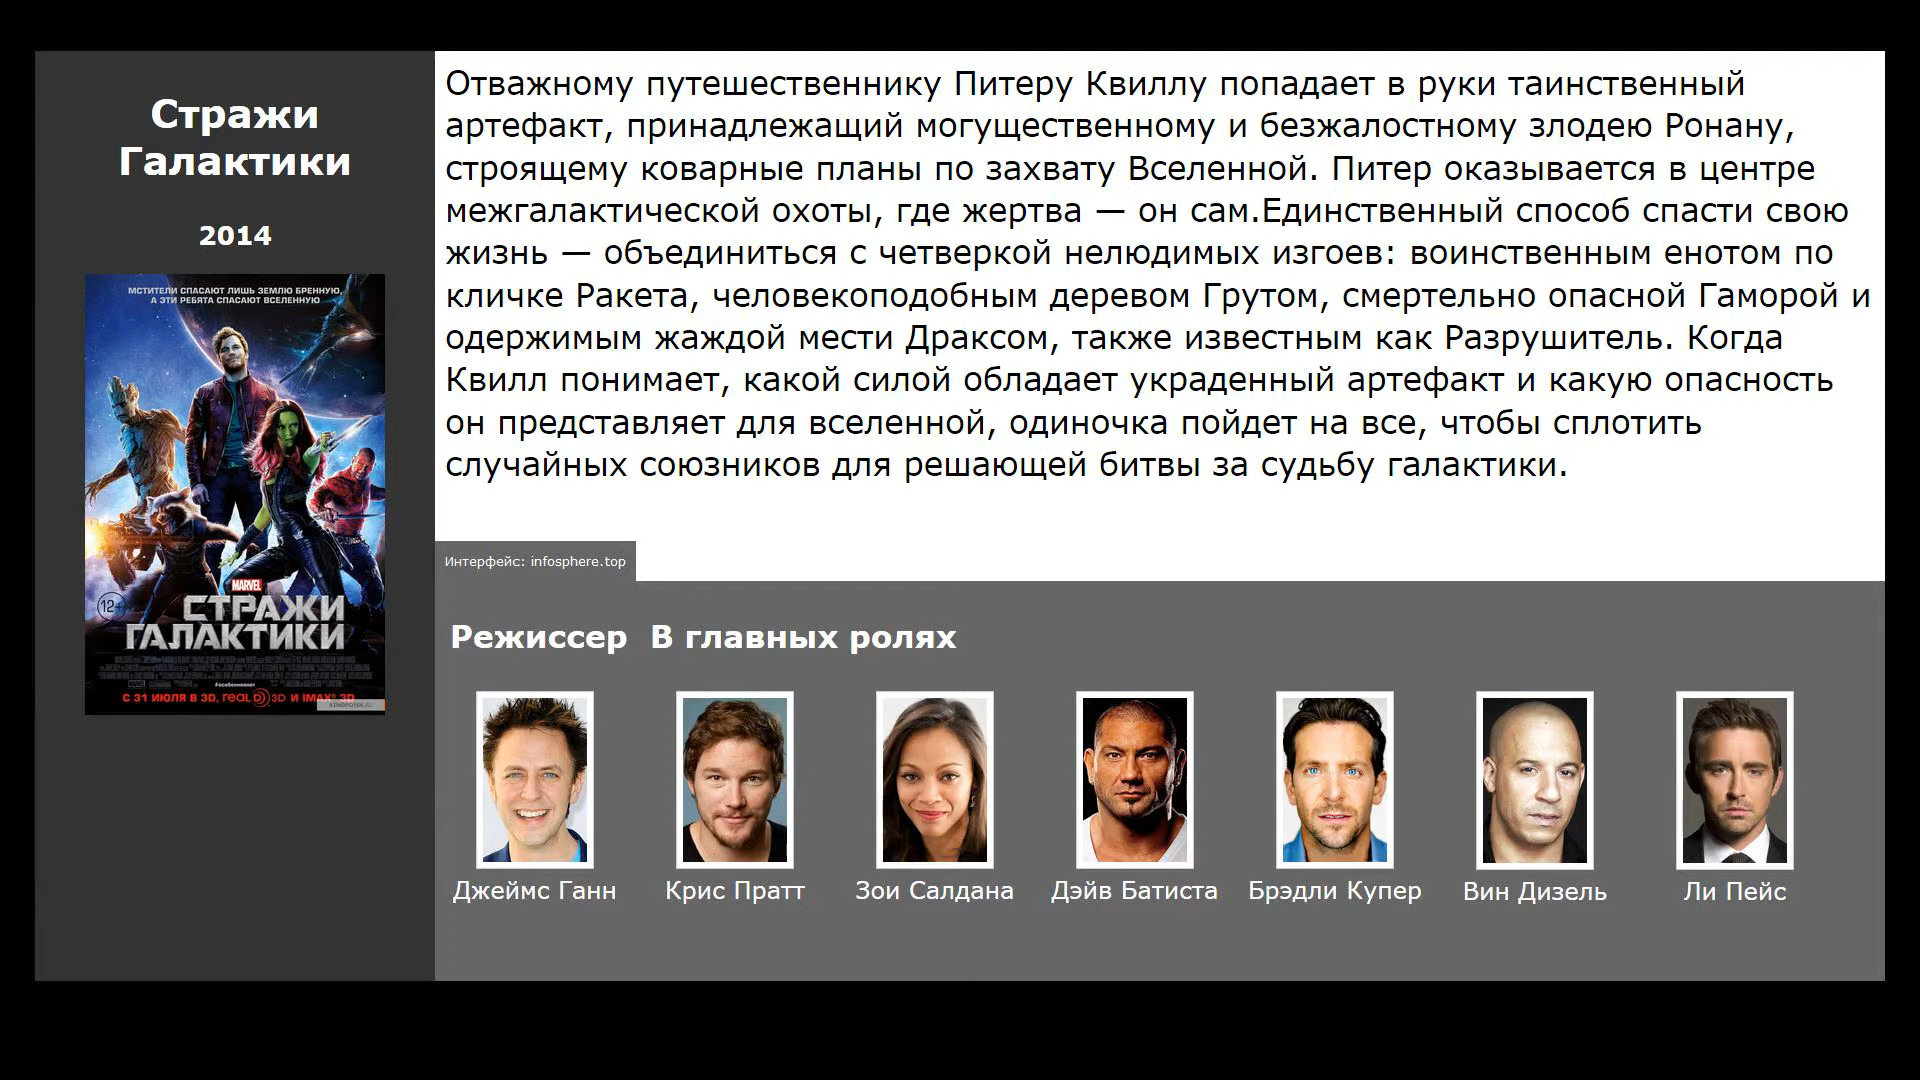 Стражи
Галактики
2014
МСТИТЕЛИ СПАСАЮТ ЛИШЬ ЗЕМЛЮ БРЕННУЮ,
А ЭТИ РЕБЯТА СПАСАЮТ ВСЕЛЕННУЮ
MARVEL
12+
СТРАЖИ
ГАЛАКТИКИ
С 31 ИЮЛЯ В 3D, REAL D 3D И IMAX 3D
KINOPOISK.RU
Отважному путешественнику Питеру Квиллу попадает в руки таинственный
артефакт, принадлежащий могущественному и безжалостному злодею Ронану,
строящему коварные планы по захвату Вселенной. Питер оказывается в центре
межгалактической охоты, где жертва — он сам.Единственный способ спасти свою
жизнь — объединиться с четверкой нелюдимых изгоев: воинственным енотом по
кличке Ракета, человекоподобным деревом Грутом, смертельно опасной Гаморой и
одержимым жаждой мести Драксом, также известным как Разрушитель. Когда
Квилл понимает, какой силой обладает украденный артефакт и какую опасность
он представляет для вселенной, одиночка пойдет на все, чтобы сплотить
случайных союзников для решающей битвы за судьбу галактики.
Интерфейс: infosphere.top
Режиссер В главных ролях
Джеймс Ганн Крис Пратт Зои Салдана Дэйв Батиста Брэдли Купер Вин Дизель Ли Пейс